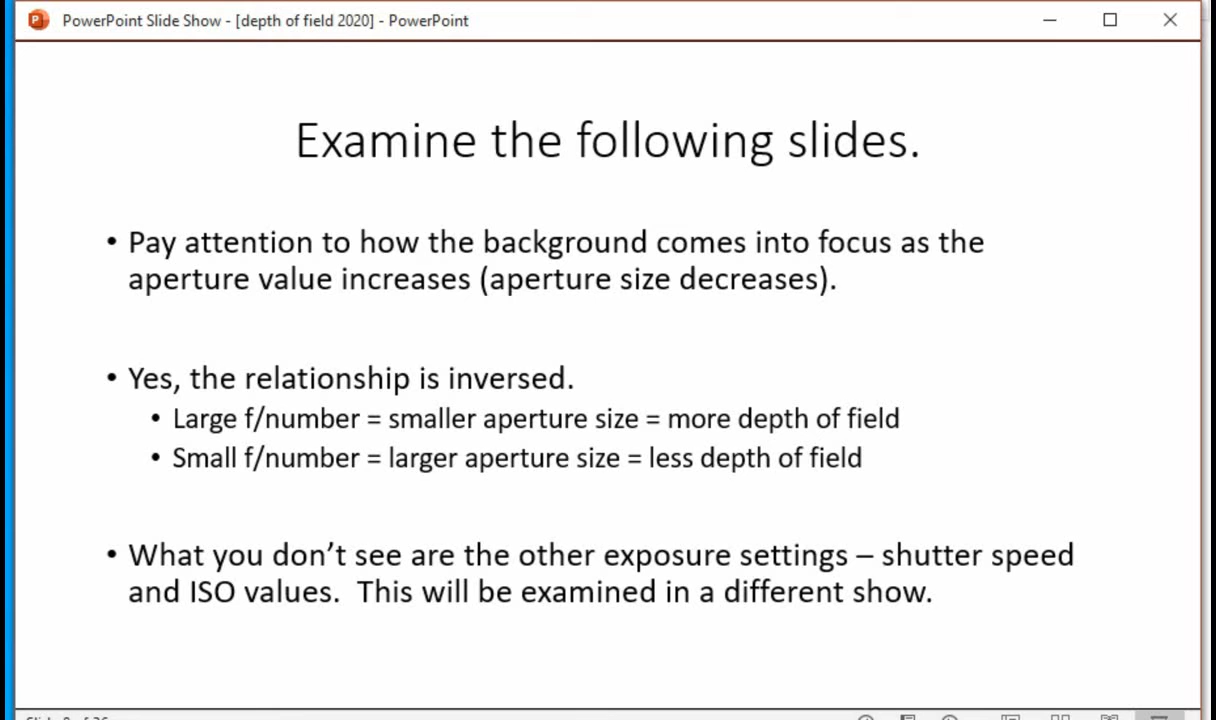 PowerPoint Slide Show - [depth of field 2020] - PowerPoint
Examine the following slides.
• Pay attention to how the background comes into focus as the
aperture value increases (aperture size decreases).
• Yes, the relationship is inversed.
• Large f/number = smaller aperture size = more depth of field
• Small f/number = larger aperture size = less depth of field
• What you don’t see are the other exposure settings – shutter speed
and ISO values.  This will be examined in a different show.